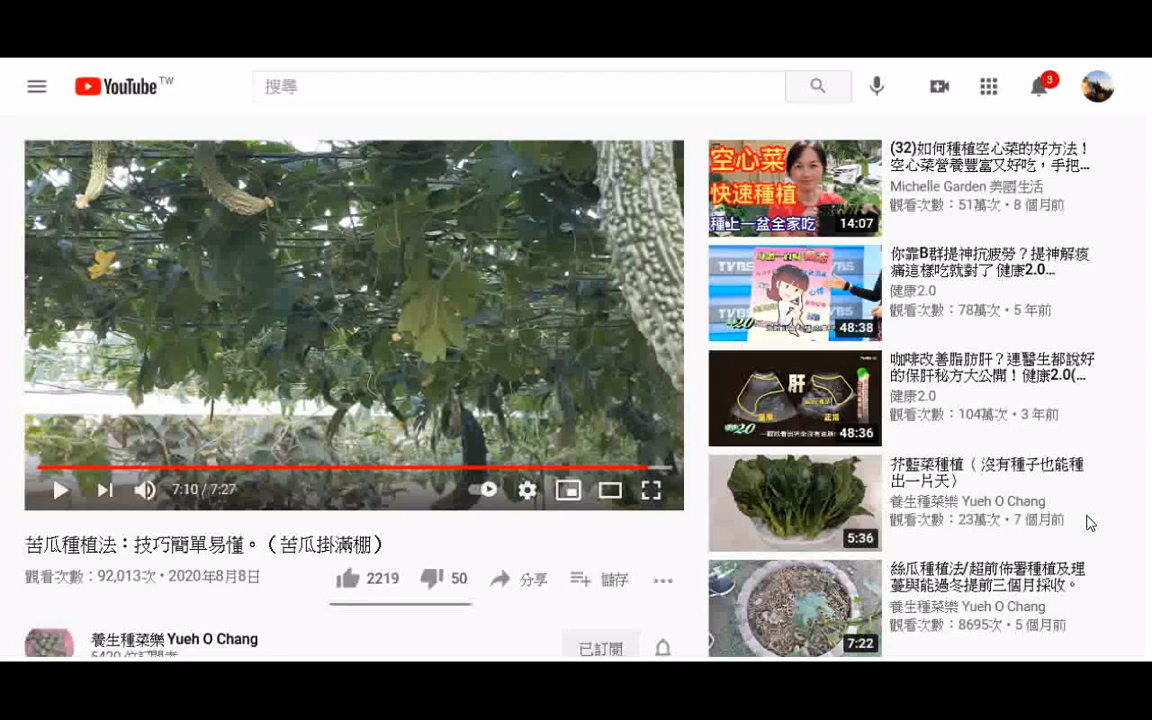 YouTube TW
搜尋
3
7:10 / 7:27
苦瓜種植法：技巧簡單易懂。（苦瓜掛滿棚）
觀看次數：92,013次 • 2020年8月8日
2219
50
分享
儲存
養生種菜樂 Yueh O Chang
已訂閱
空心菜
快速種植
種上一盆全家吃
14:07
(32)如何種植空心菜的好方法！
空心菜營養豐富又好吃，手把...
Michelle Garden 美國生活
觀看次數：51萬次 • 8 個月前
TVBS
48:38
你靠B群提神抗疲勞？提神解痠
痛這樣吃就對了 健康2.0...
健康2.0
觀看次數：78萬次 • 5 年前
肝
正常
48:36
咖啡改善脂肪肝？連醫生都說好
的保肝秘方大公開！健康2.0(...
健康2.0
觀看次數：104萬次 • 3 年前
5:36
芥藍菜種植（ 沒有種子也能種
出一片天）
養生種菜樂 Yueh O Chang
觀看次數：23萬次 • 7 個月前
7:22
絲瓜種植法/超前佈署種植及理
蔓與能過冬提前三個月採收。
養生種菜樂 Yueh O Chang
觀看次數：8695次 • 5 個月前